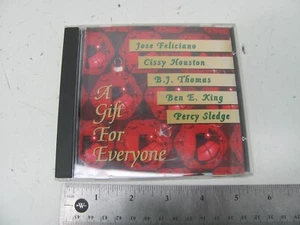 Jose Feliciano
Cissy Houston
B.J. Thomas
Ben E. King
Percy Sledge
A
Gift
For
Everyone
1 2 3 4 5 6